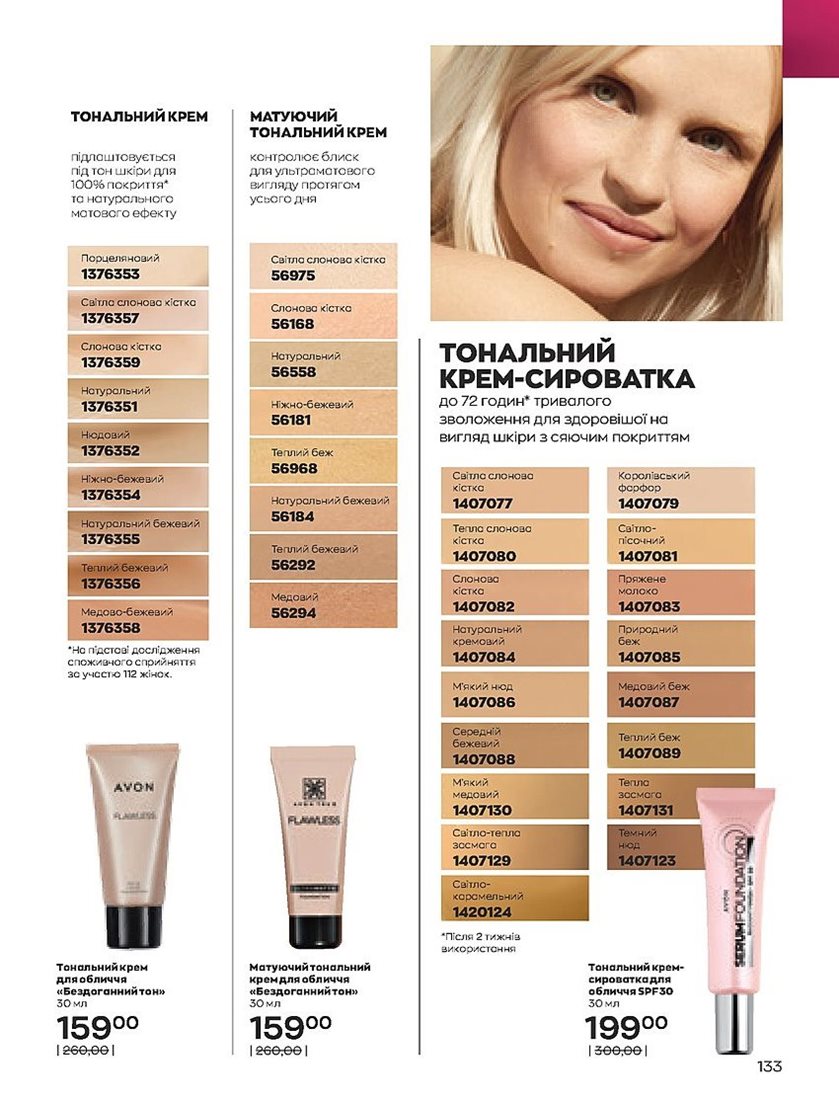 ТОНАЛЬНИЙ КРЕМ
підлаштовується
під тон шкіри для
100% покриття*
та натурального
матового ефекту
Порцеляновий
1376353
Світла слонова кістка
1376357
Слонова кістка
1376359
Натуральний
1376351
Нюдовий
1376352
Ніжно-бежевий
1376354
Натуральний бежевий
1376355
Теплий бежевий
1376356
Медово-бежевий
1376358
*На підставі дослідження
споживчого сприйняття
за участю 112 жінок.
МАТУЮЧИЙ
ТОНАЛЬНИЙ КРЕМ
контролює блиск
для ультраматового
вигляду протягом
усього дня
Світла слонова кістка
56975
Слонова кістка
56168
Натуральний
56558
Ніжно-бежевий
56181
Теплий беж
56968
Натуральний бежевий
56184
Теплий бежевий
56292
Медовий
56294
ТОНАЛЬНИЙ
КРЕМ-СИРОВАТКА
до 72 годин* тривалого
зволоження для здоровішої на
вигляд шкіри з сяючим покриттям
Світла слонова
кістка
1407077
Королівський
фарфор
1407079
Тепла слонова
кістка
1407080
Світло-
пісочний
1407081
Слонова
кістка
1407082
Пряжене
молоко
1407083
Натуральний
кремовий
1407084
Природний
беж
1407085
М'який нюд
1407086
Медовий беж
1407087
Середній
бежевий
1407088
Теплий беж
1407089
М'який
медовий
1407130
Тепла
засмага
1407131
Світло-тепла
засмага
1407129
Темний
нюд
1407123
Світло-
карамельний
1420124
*Після 2 тижнів
використання
AVON
FLAWLESS
FLAWLESS
AVON
SERUM FOUNDATION
Тональний крем
для обличчя
«Бездоганний тон»
30 мл
15900
| 260,00 |
Матуючий тональний
крем для обличчя
«Бездоганний тон»
30 мл
15900
| 260,00 |
Тональний крем-
сироватка для
обличчя SPF30
30 мл
19900
| 300,00 |
133